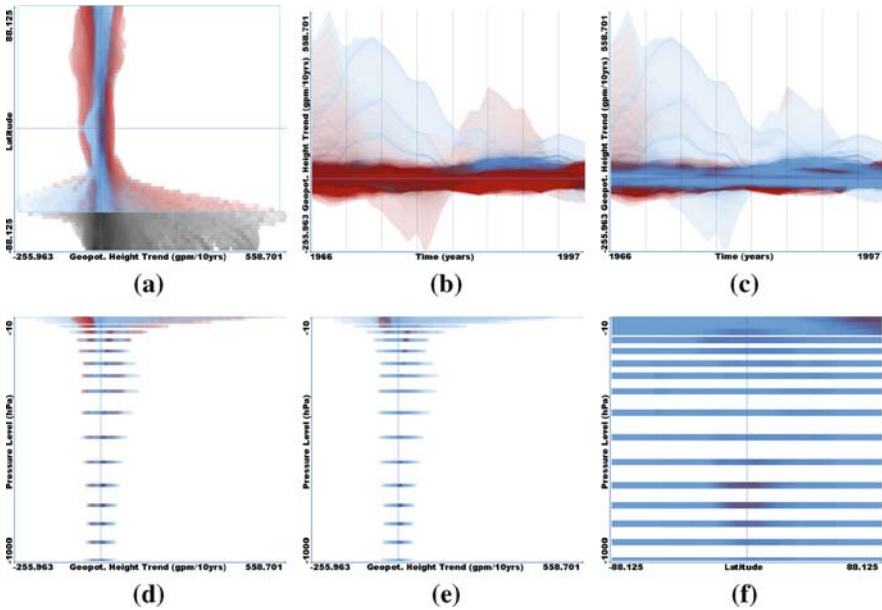 88.125
Latitude
-88.125
-255.963 Geopot. Height Trend (gpm/10yrs) 558.701
(a)
-255.963 Geopot. Height Trend (gpm/10yrs) 558.701
1966 Time (years) 1997
(b)
-255.963 Geopot. Height Trend (gpm/10yrs) 558.701
1966 Time (years) 1997
(c)
-10
Pressure Level (hPa)
-1000
-255.963 Geopot. Height Trend (gpm/10yrs) 558.701
(d)
-10
Pressure Level (hPa)
-1000
-255.963 Geopot. Height Trend (gpm/10yrs) 558.701
(e)
-10
Pressure Level (hPa)
-1000
-88.125 Latitude 88.125
(f)